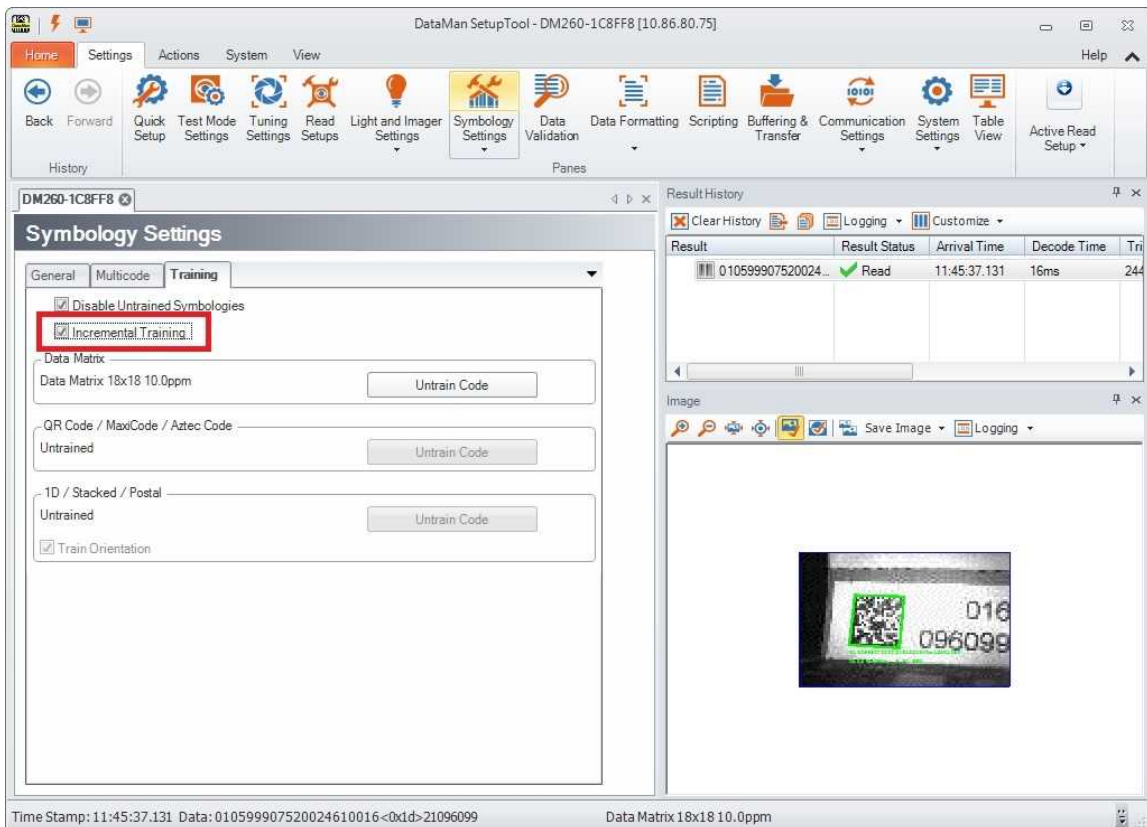 DataMan SetupTool - DM260-1C8FF8 [10.86.80.75]
Home Settings Actions System View Help
Back Forward Quick Setup Test Mode Settings Tuning Settings Read Setups Light and Imager Settings Symbology Settings Data Validation Data Formatting Scripting Buffering & Transfer Communication Settings System Settings Table View Active Read Setup
History Panes
DM260-1C8FF8
Symbology Settings
General Multicode Training
Disable Untrained Symbologies
Incremental Training
Data Matrix
Data Matrix 18x18 10.0ppm Untrain Code
QR Code / MaxiCode / Aztec Code
Untrained Untrain Code
1D / Stacked / Postal
Untrained Untrain Code
Train Orientation
Result History
Clear History Logging Customize
Result Result Status Arrival Time Decode Time Tri
010599907520024... Read 11:45:37.131 16ms 244
Image
Save Image Logging
016
096099
Time Stamp: 11:45:37.131 Data: 010599907520024610016<0x1d>21096099 Data Matrix 18x18 10.0ppm